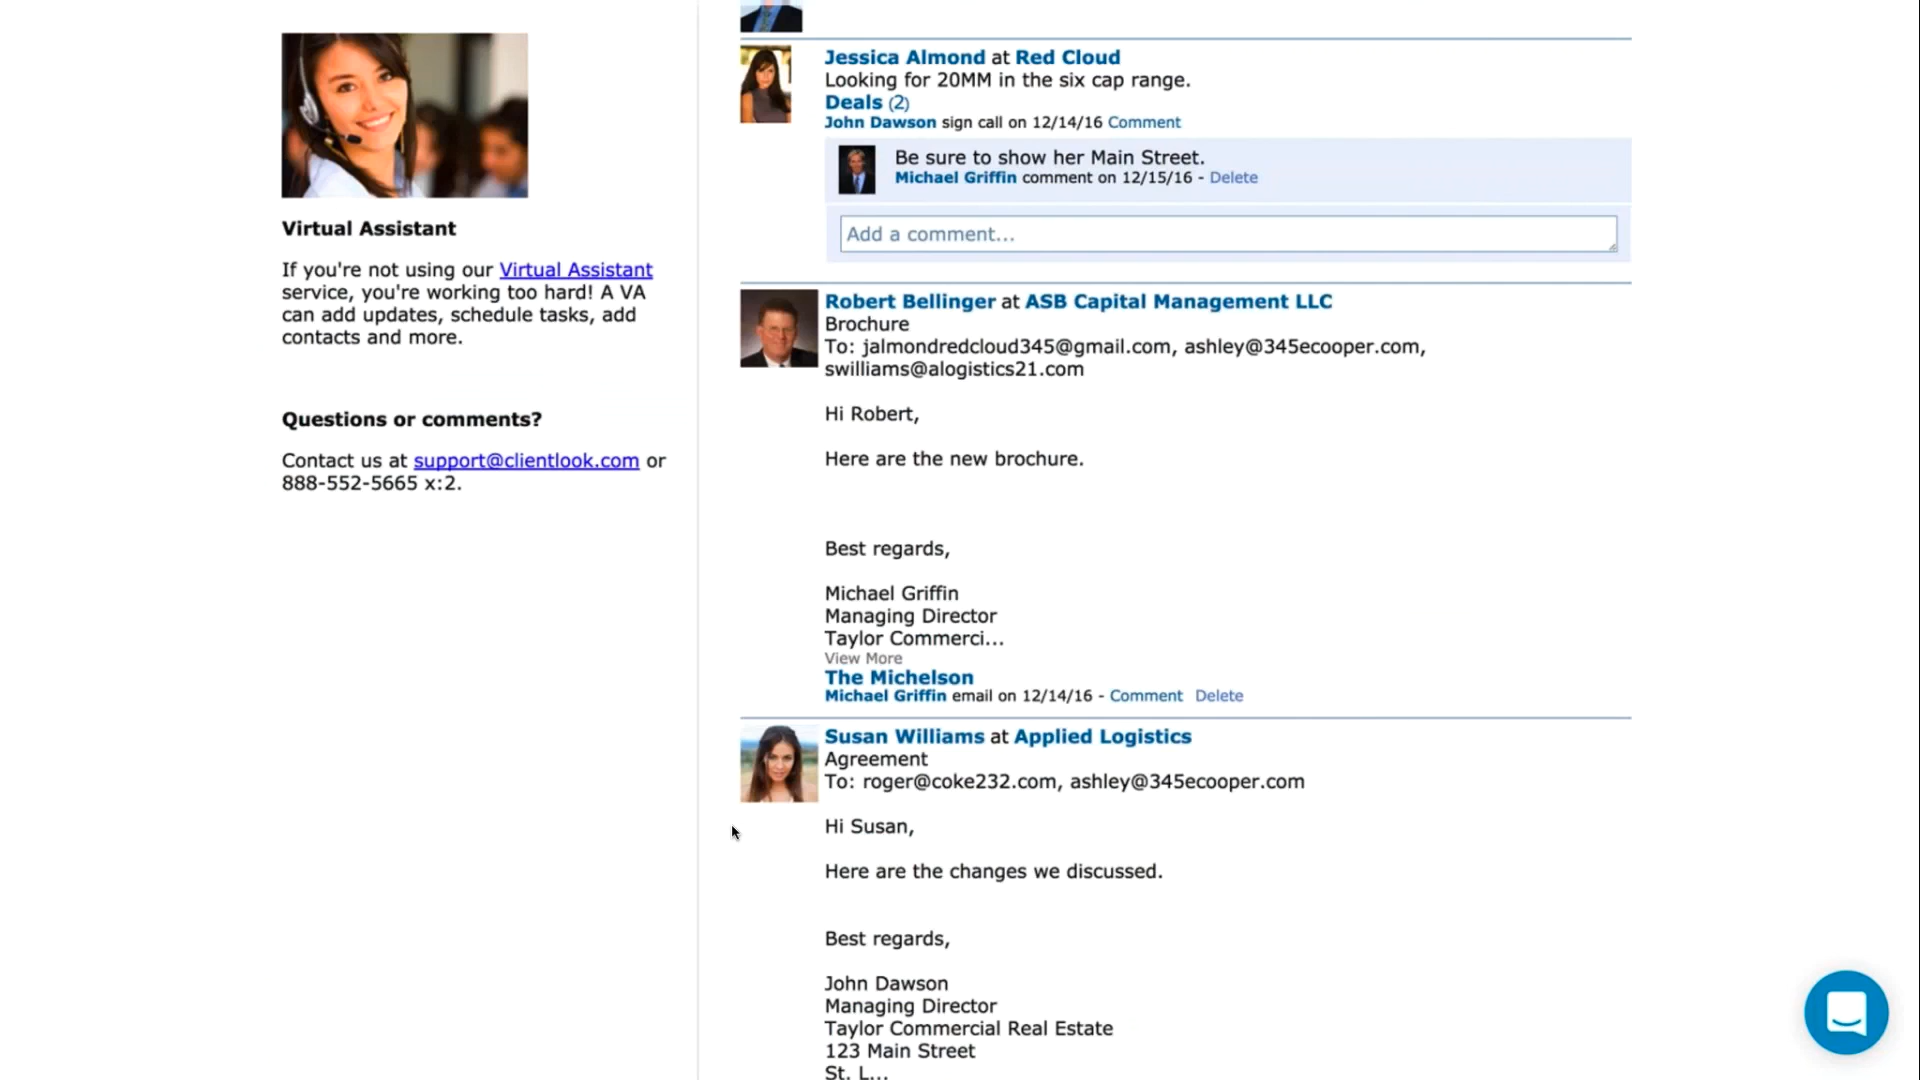 Virtual Assistant
If you're not using our Virtual Assistant
service, you're working too hard! A VA
can add updates, schedule tasks, add
contacts and more.
Questions or comments?
Contact us at support@clientlook.com or
888-552-5665 x:2.
Jessica Almond at Red Cloud
Looking for 20MM in the six cap range.
Deals (2)
John Dawson sign call on 12/14/16 Comment
Be sure to show her Main Street.
Michael Griffin comment on 12/15/16 - Delete
Add a comment...
Robert Bellinger at ASB Capital Management LLC
Brochure
To: jalmondredcloud345@gmail.com, ashley@345ecooper.com,
swilliams@alogistics21.com
Hi Robert,
Here are the new brochure.
Best regards,
Michael Griffin
Managing Director
Taylor Commerci...
View More
The Michelson
Michael Griffin email on 12/14/16 - Comment Delete
Susan Williams at Applied Logistics
Agreement
To: roger@coke232.com, ashley@345ecooper.com
Hi Susan,
Here are the changes we discussed.
Best regards,
John Dawson
Managing Director
Taylor Commercial Real Estate
123 Main Street
St. L...